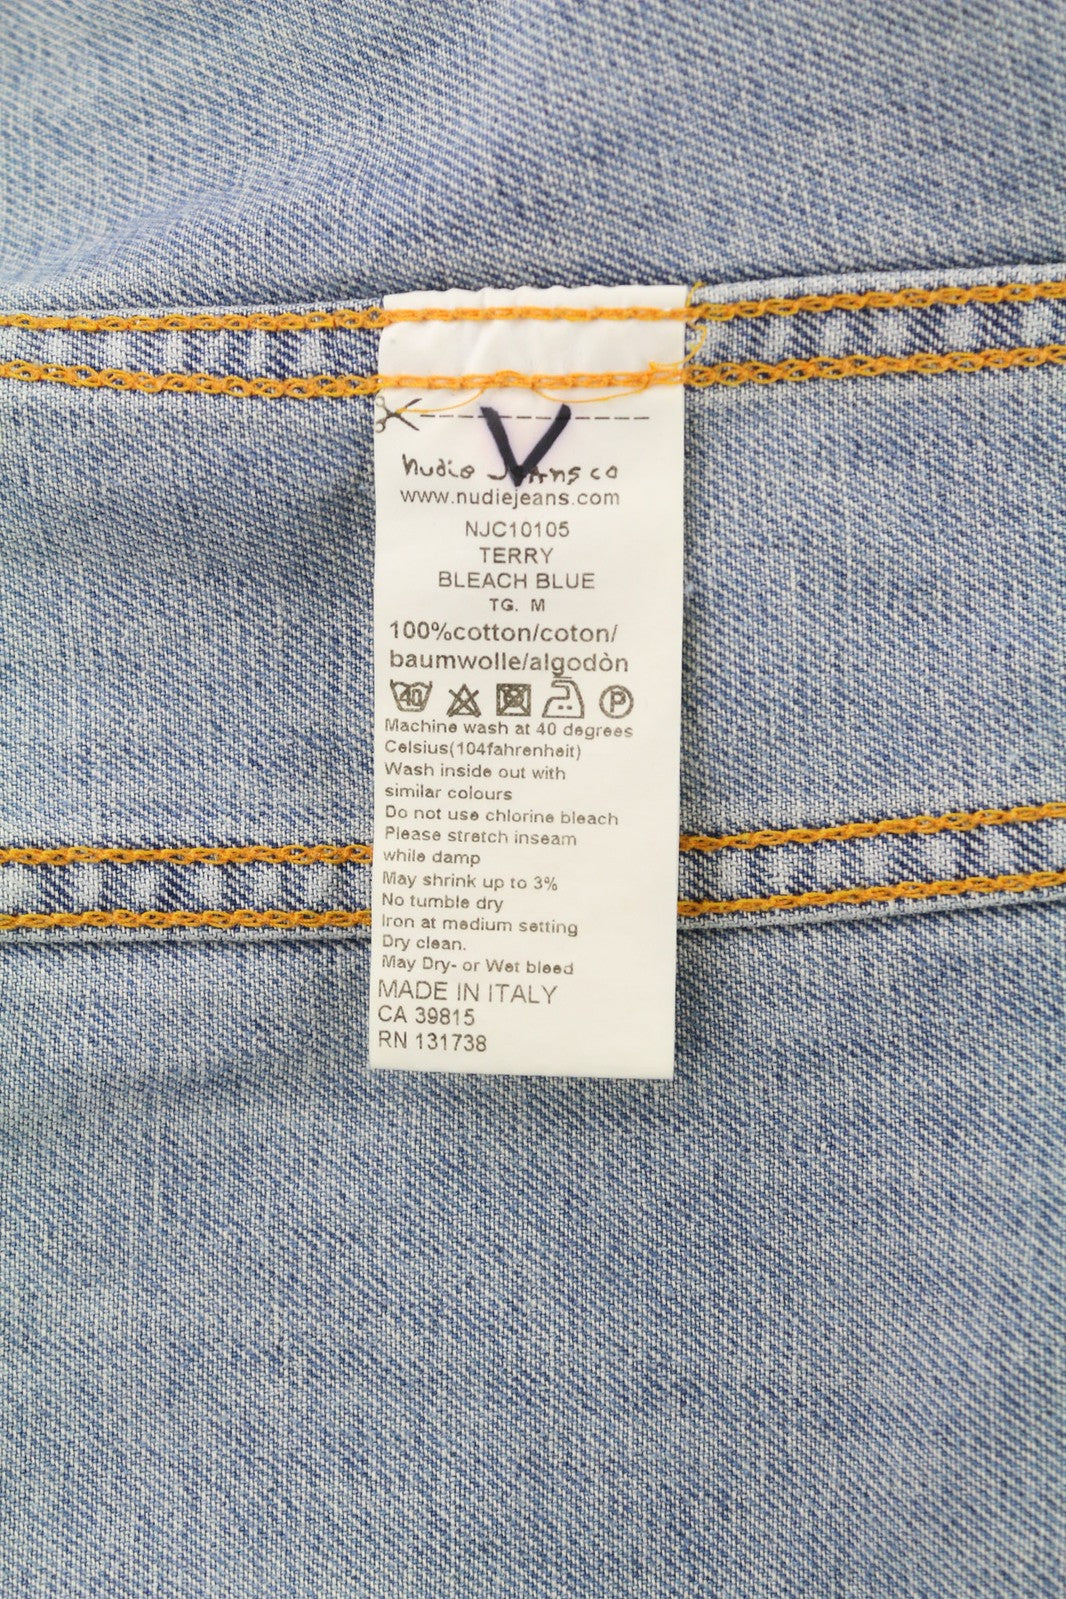 V
nudie jeans co
www.nudiejeans.com
NJC10105
TERRY
BLEACH BLUE
TG. M
100%cotton/coton/
baumwolle/algodòn
40 P
Machine wash at 40 degrees
Celsius(104fahrenheit)
Wash inside out with
similar colours
Do not use chlorine bleach
Please stretch inseam
while damp
May shrink up to 3%
No tumble dry
Iron at medium setting
Dry clean.
May Dry- or Wet bleed
MADE IN ITALY
CA 39815
RN 131738